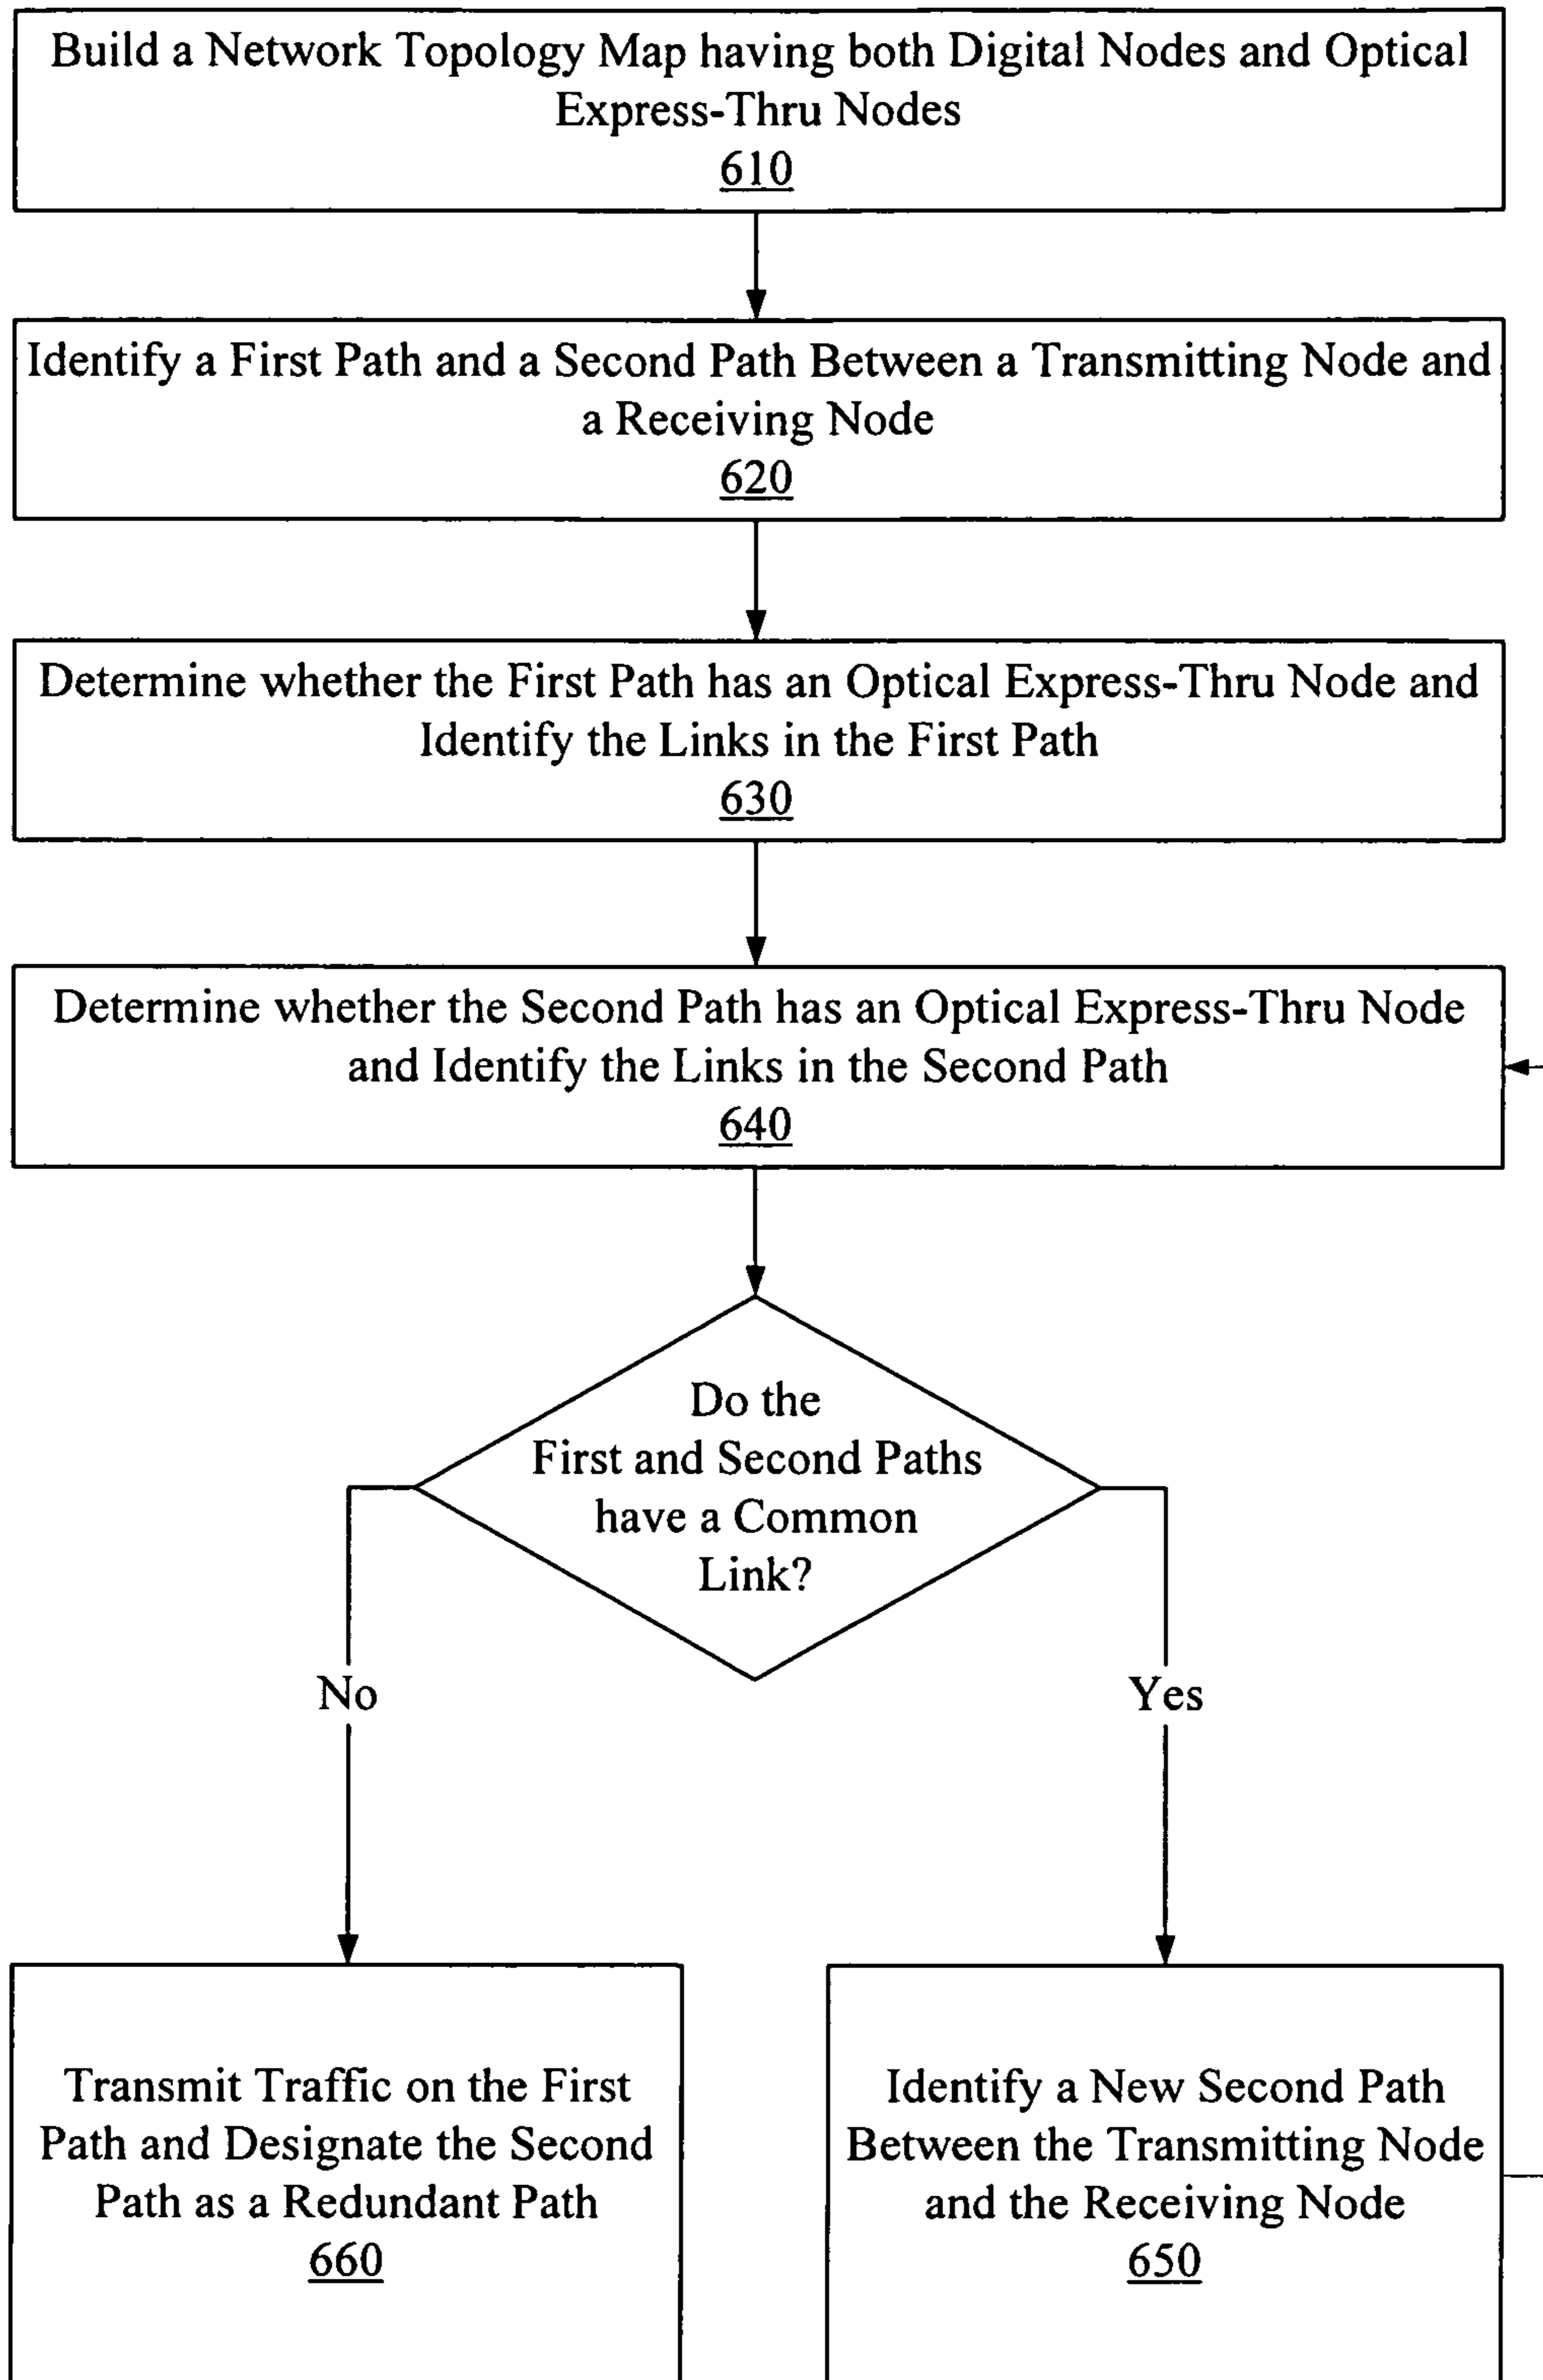 Build a Network Topology Map having both Digital Nodes and Optical
Express-Thru Nodes
610
Identify a First Path and a Second Path Between a Transmitting Node and
a Receiving Node
620
Determine whether the First Path has an Optical Express-Thru Node and
Identify the Links in the First Path
630
Determine whether the Second Path has an Optical Express-Thru Node
and Identify the Links in the Second Path
640
Do the
First and Second Paths
have a Common
Link?
No
Yes
Transmit Traffic on the First
Path and Designate the Second
Path as a Redundant Path
660
Identify a New Second Path
Between the Transmitting Node
and the Receiving Node
650